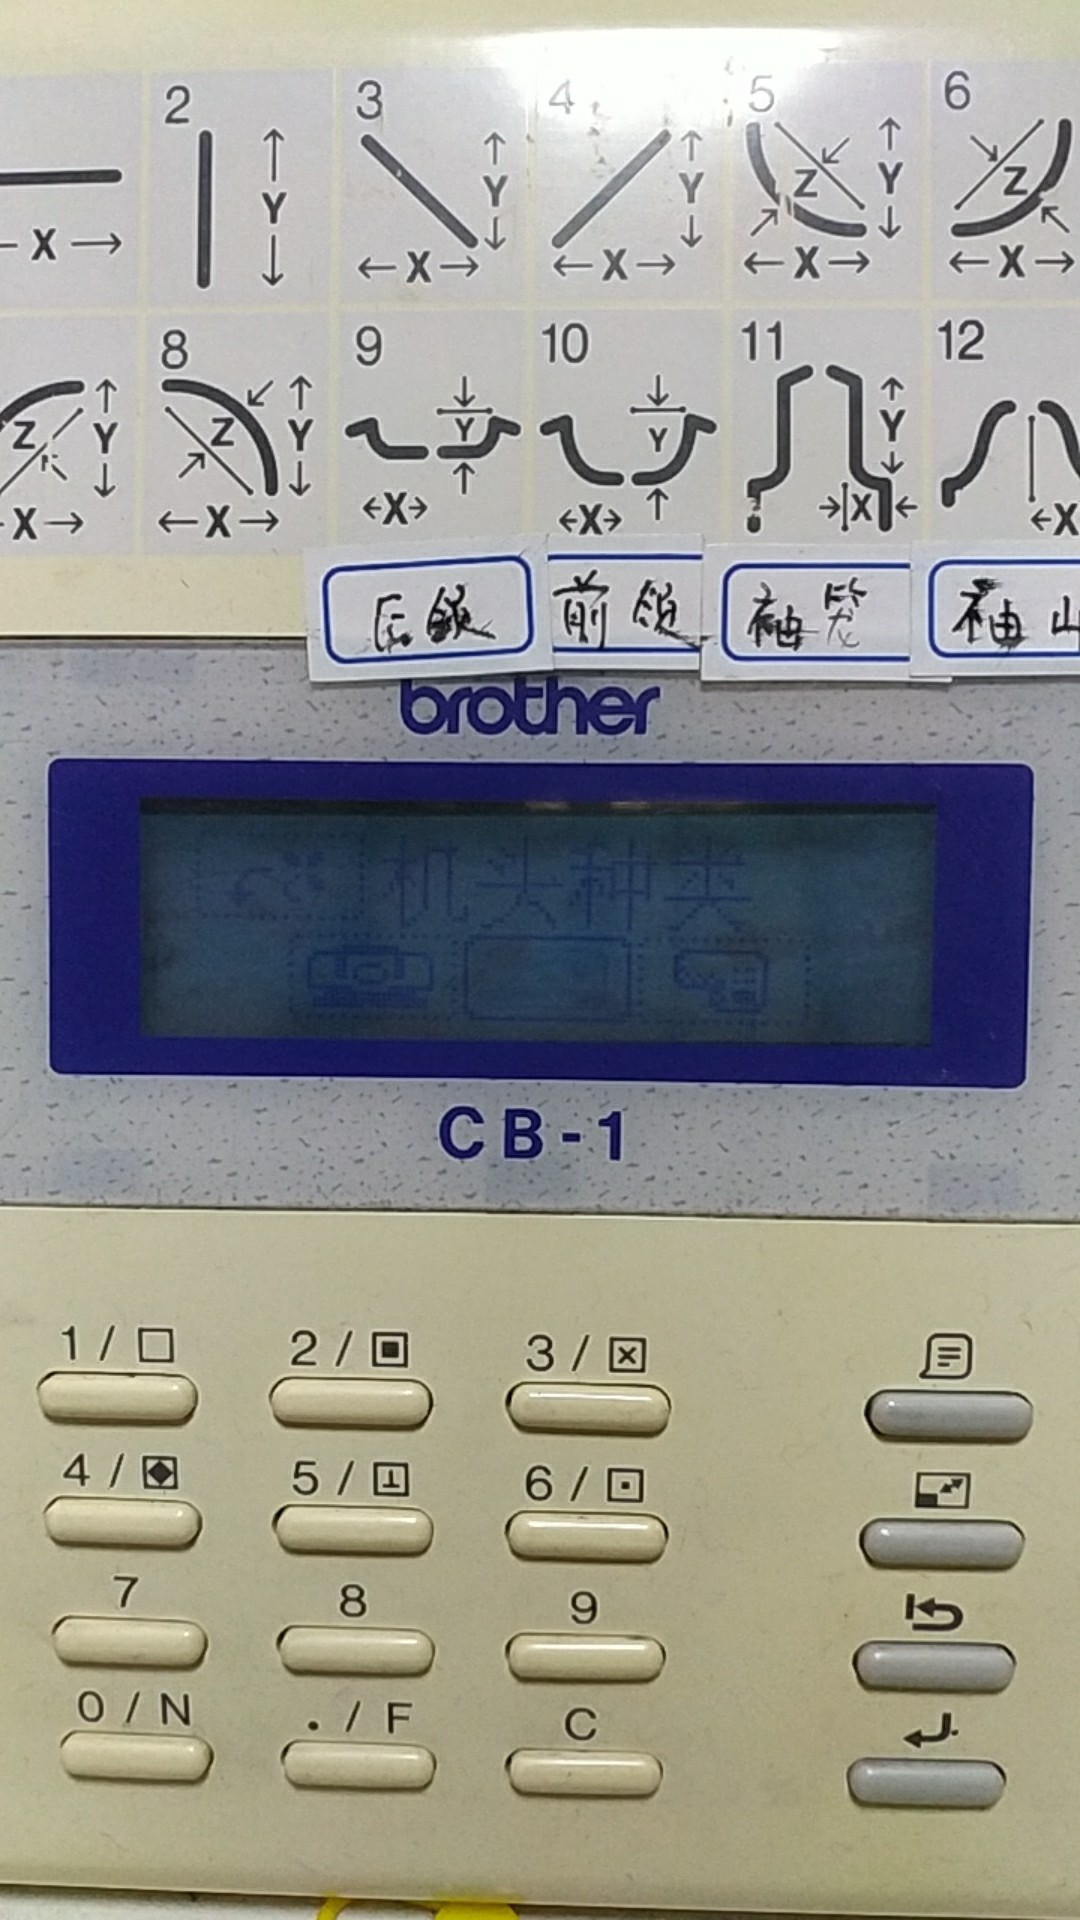 2 3 4 5 6
Y Y Y Z Y Z
X X X X X
8 9 10 11 12
Z Y Z Y Y Y Y
X X X X X X
后领 前领 袖笼 袖山
brother
机头种类
CB-1
1 / 2 / 3 /
4 / 5 / 6 /
7 8 9
0 / N . / F C